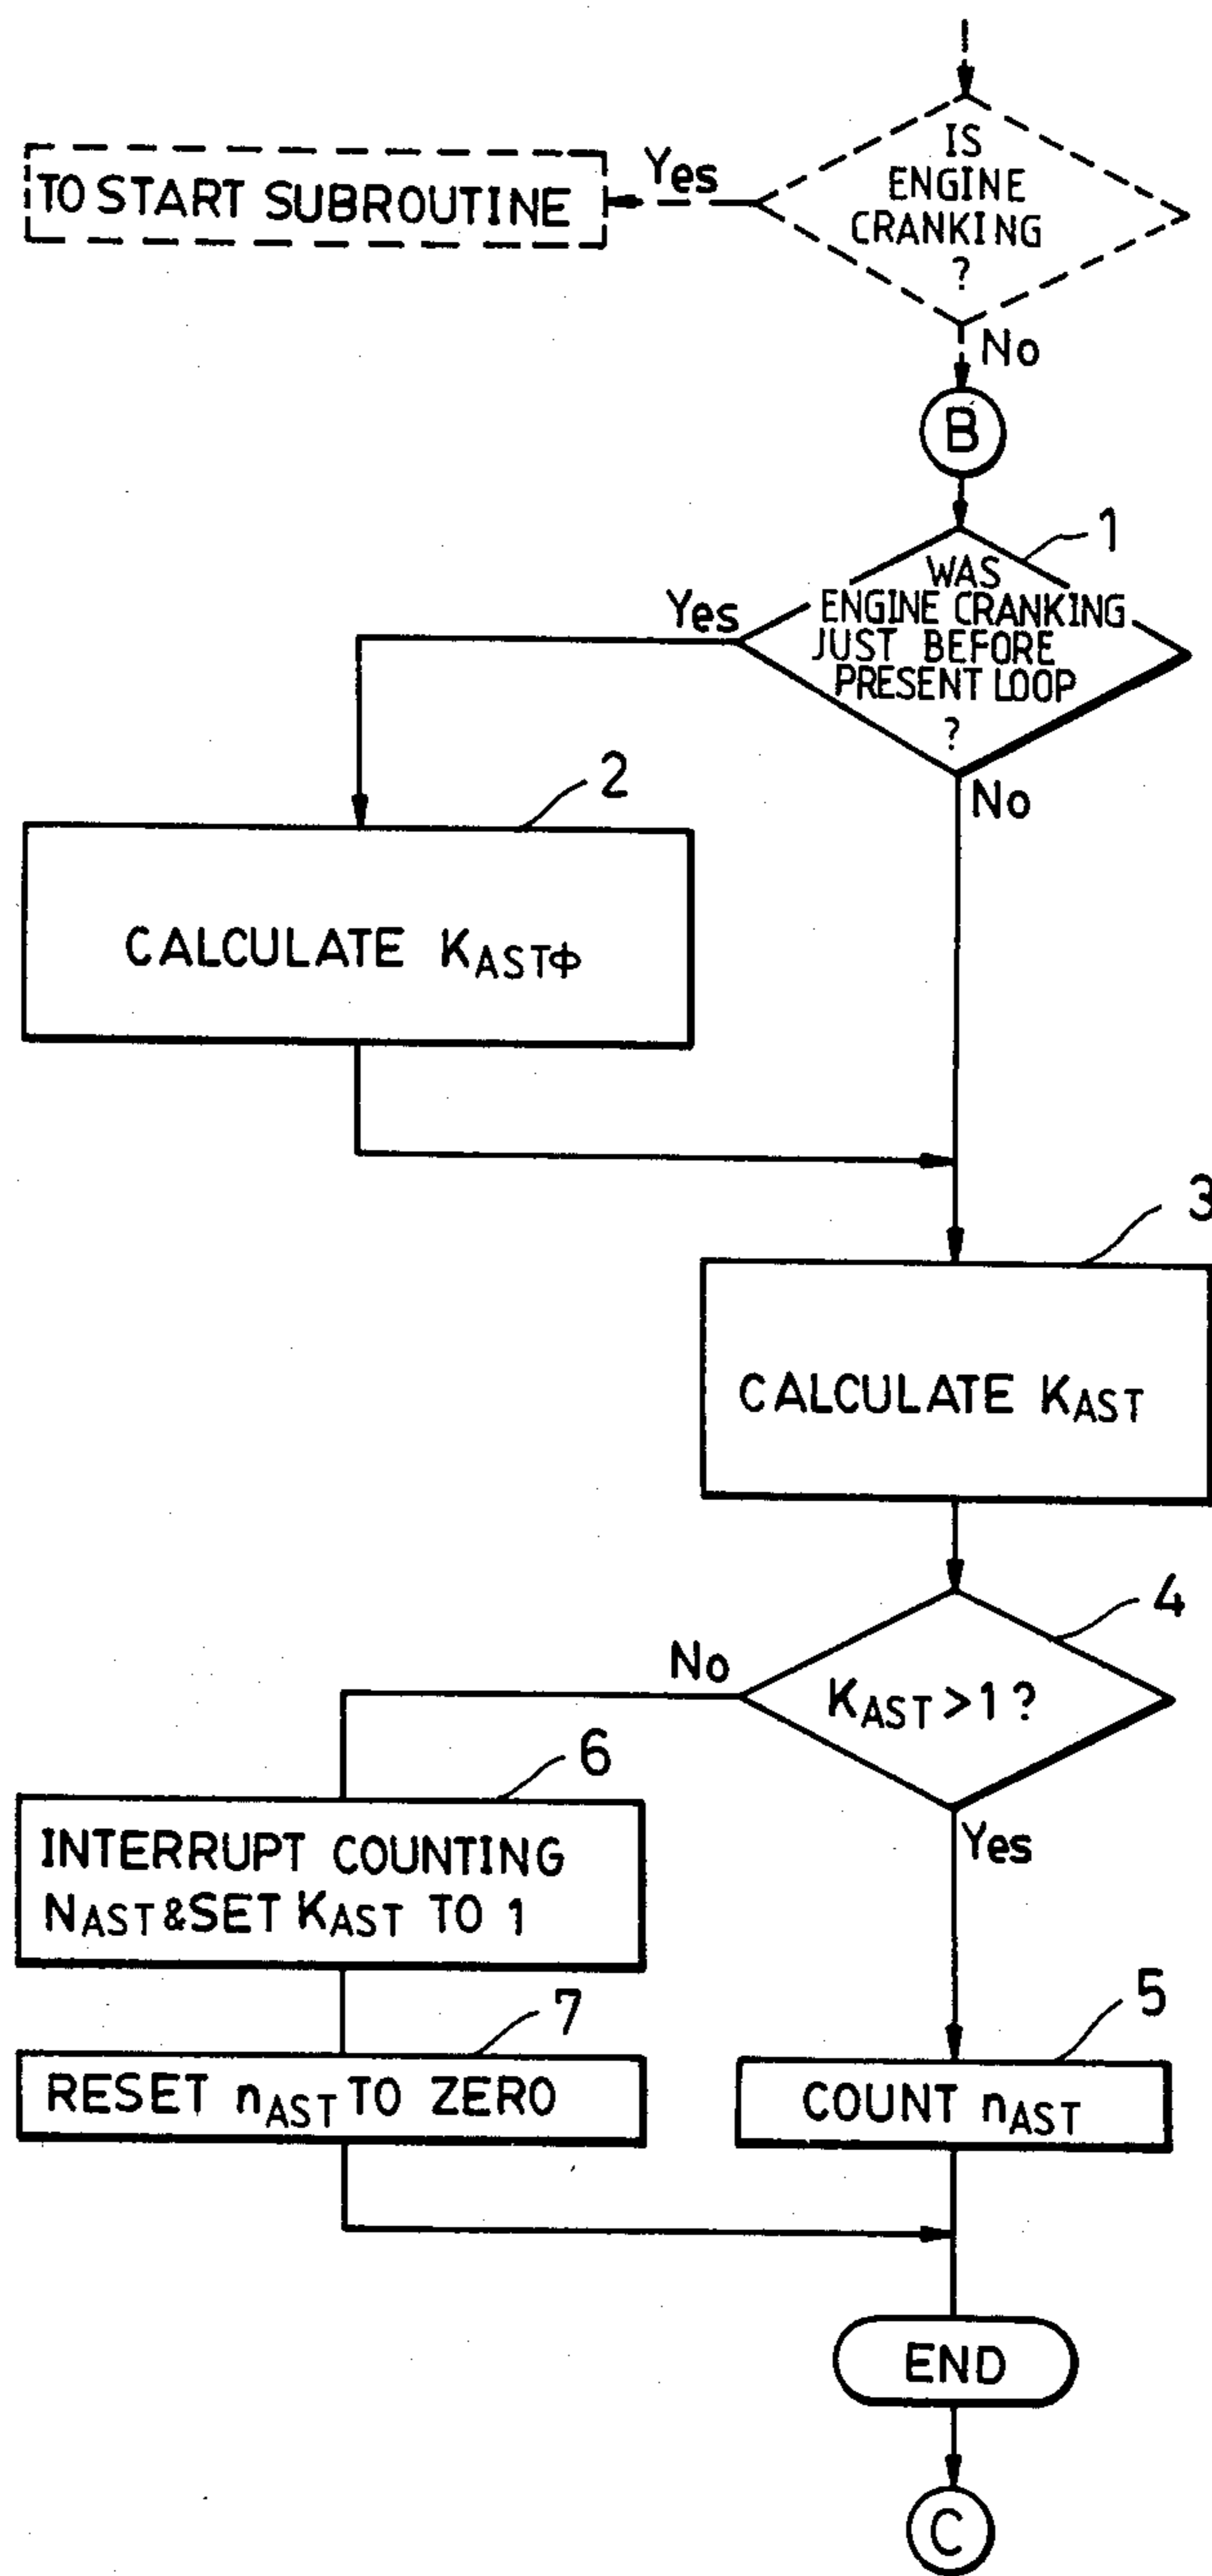 IS
ENGINE
CRANKING
?
Yes
TO START SUBROUTINE
No
B
1
WAS
ENGINE CRANKING
JUST BEFORE
PRESENT LOOP
?
Yes
No
2
CALCULATE KASTΦ
3
CALCULATE KAST
4
KAST>1?
No
Yes
6
INTERRUPT COUNTING
NAST&SET KAST TO 1
7
RESET nAST TO ZERO
5
COUNT nAST
END
C